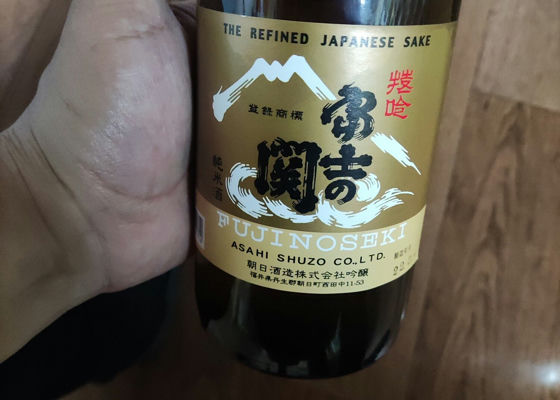 THE REFINED JAPANESE SAKE
特吟
登録商標
富士の
関
純米酒
FUJINOSEKI
ASAHI SHUZO CO.,LTD.
朝日酒造株式会社吟醸
福井県丹生郡朝日町西田中11-53